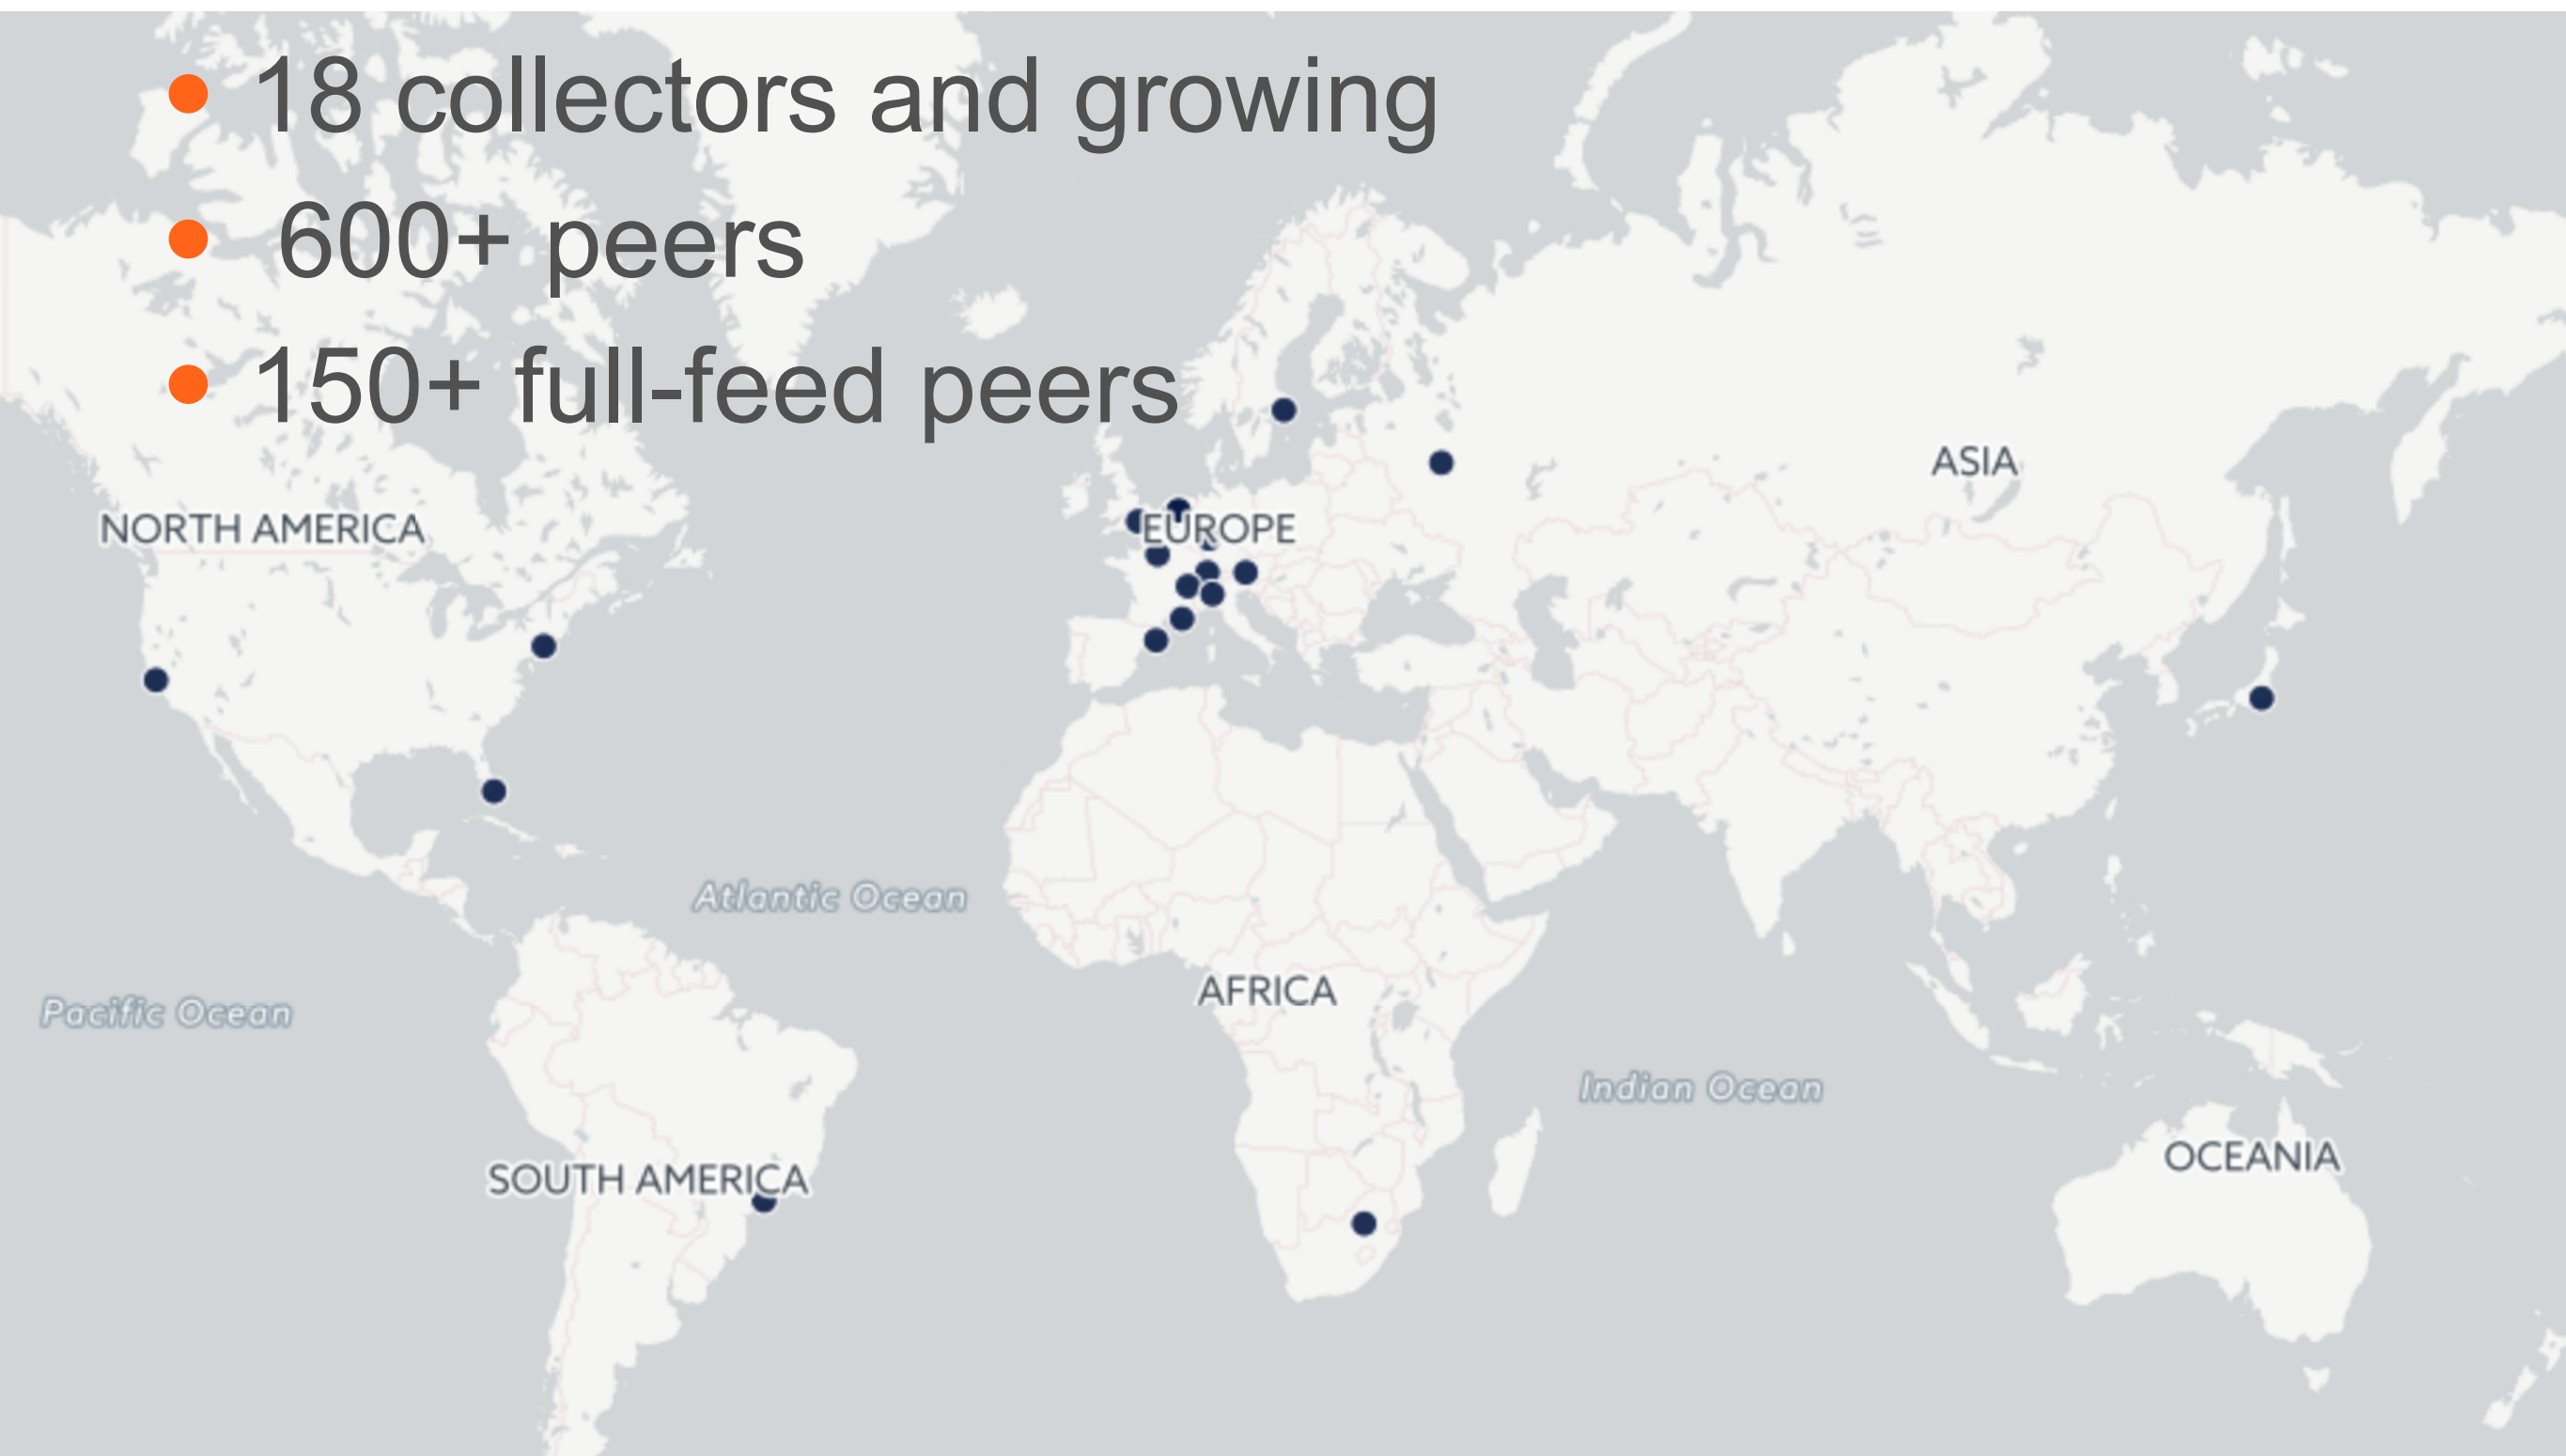 • 18 collectors and growing
• 600+ peers
• 150+ full-feed peers
ASIA
NORTH AMERICA
EUROPE
Atlantic Ocean
AFRICA
Pacific Ocean
Indian Ocean
OCEANIA
SOUTH AMERICA